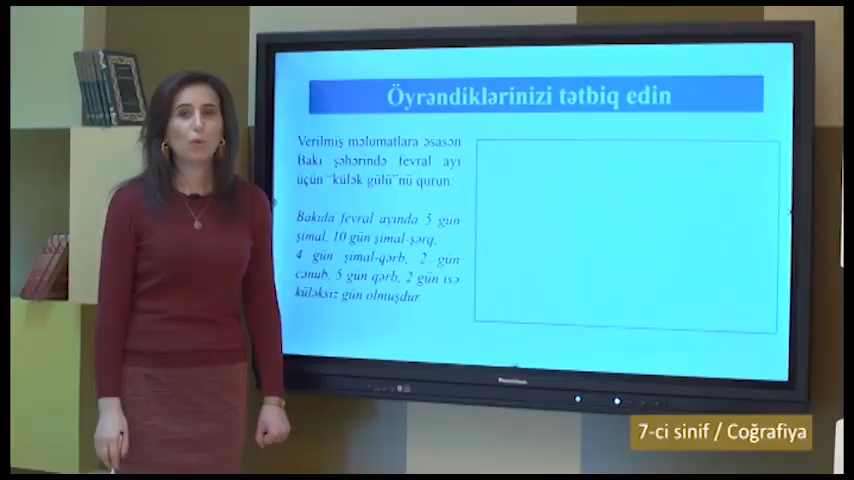 Öyrəndiklərinizi tətbiq edin
Verilmiş məlumatlara əsasən
Bakı şəhərində fevral ayı
üçün “külək gülü”nü qurun:
Bakıda fevral ayında 5 gün
şimal, 10 gün şimal-şərq,
4 gün şimal-qərb, 2 gün
cənub, 5 gün qərb, 2 gün isə
küləksiz gün olmuşdur.
7-ci sinif / Coğrafiya